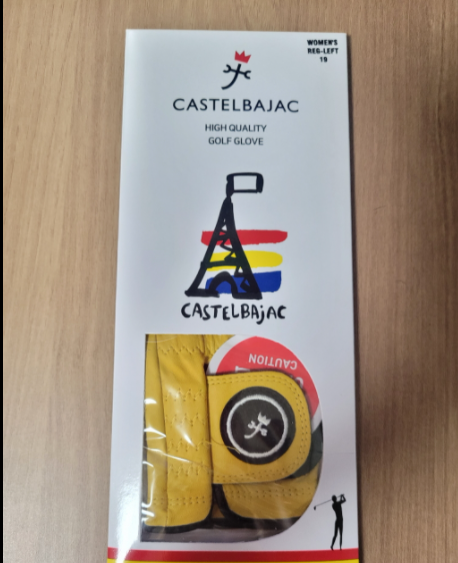 WOMEN'S
REG-LEFT
19
CASTELBAJAC
HIGH QUALITY
GOLF GLOVE
CASTELBAjAC
CAUTION